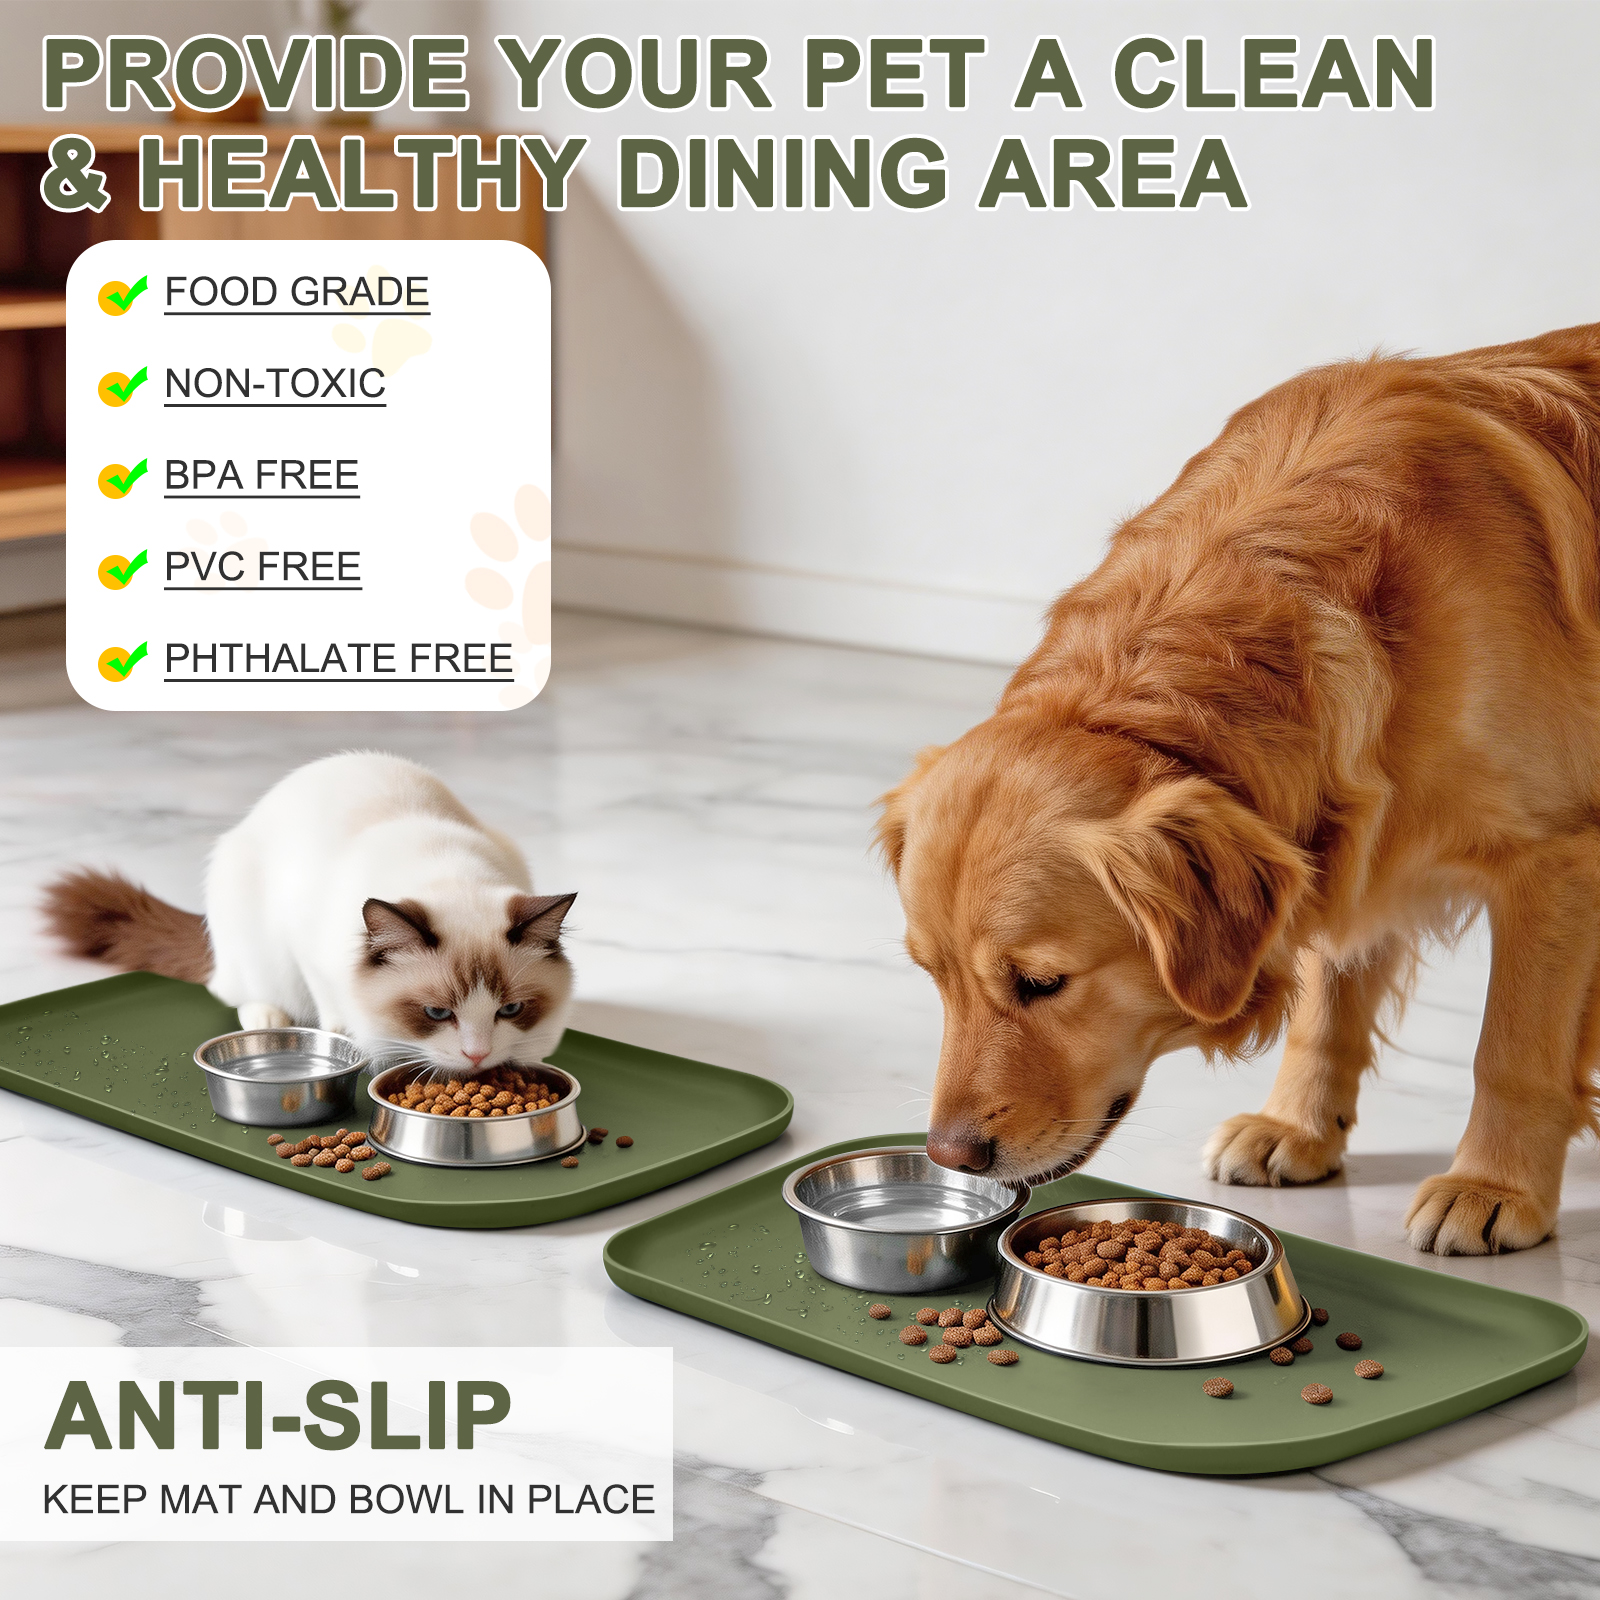 PROVIDE YOUR PET A CLEAN
& HEALTHY DINING AREA
FOOD GRADE
NON-TOXIC
BPA FREE
PVC FREE
PHTHALATE FREE
ANTI-SLIP
KEEP MAT AND BOWL IN PLACE